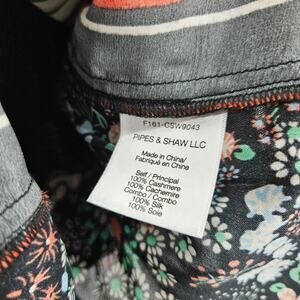 F161-CSW9043
PIPES & SHAW LLC
Made in China/
Fabriqué en Chine
Self / Principal
100% Cashmere
100% Cachemire
Combo / Combo
100% Silk
100% Soie